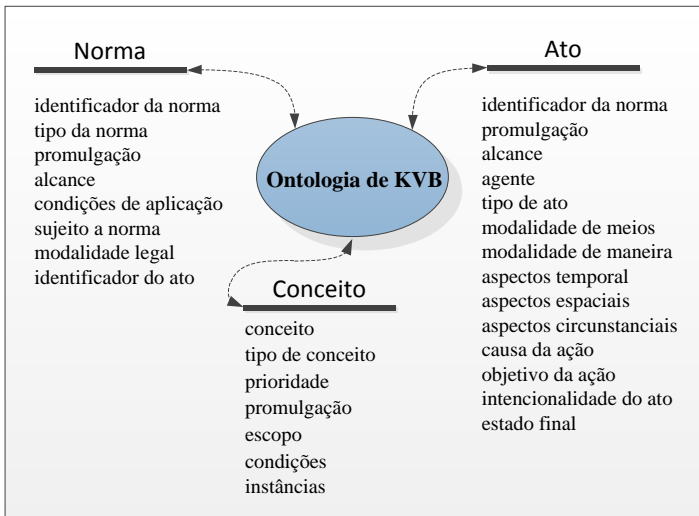 Norma
identificador da norma
tipo da norma
promulgação
alcance
condições de aplicação
sujeito a norma
modalidade legal
identificador do ato
Ato
identificador da norma
promulgação
alcance
agente
tipo de ato
modalidade de meios
modalidade de maneira
aspectos temporal
aspectos espaciais
aspectos circunstanciais
causa da ação
objetivo da ação
intencionalidade do ato
estado final
Ontologia de KVB
Conceito
conceito
tipo de conceito
prioridade
promulgação
escopo
condições
instâncias